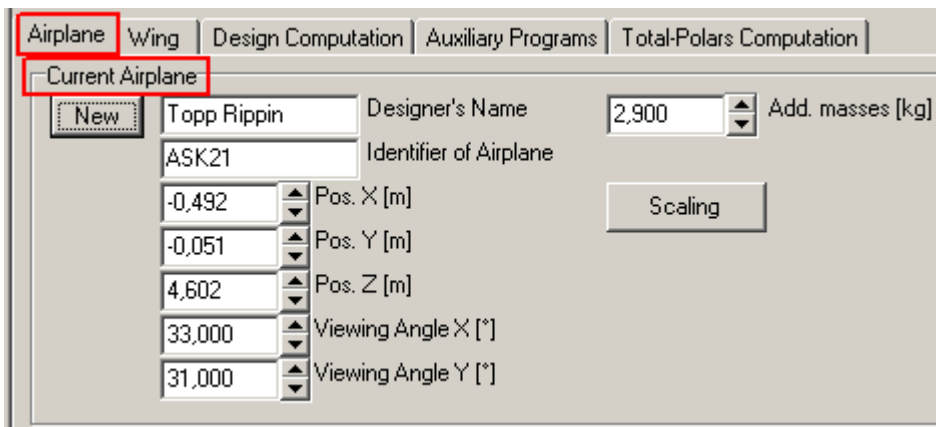 Airplane Wing Design Computation Auxiliary Programs Total-Polars Computation
Current Airplane
New Topp Rippin Designer's Name 2,900 Add. masses [kg]
ASK21 Identifier of Airplane
-0,492 Pos. X [m] Scaling
-0,051 Pos. Y [m]
4,602 Pos. Z [m]
33,000 Viewing Angle X [°]
31,000 Viewing Angle Y [°]